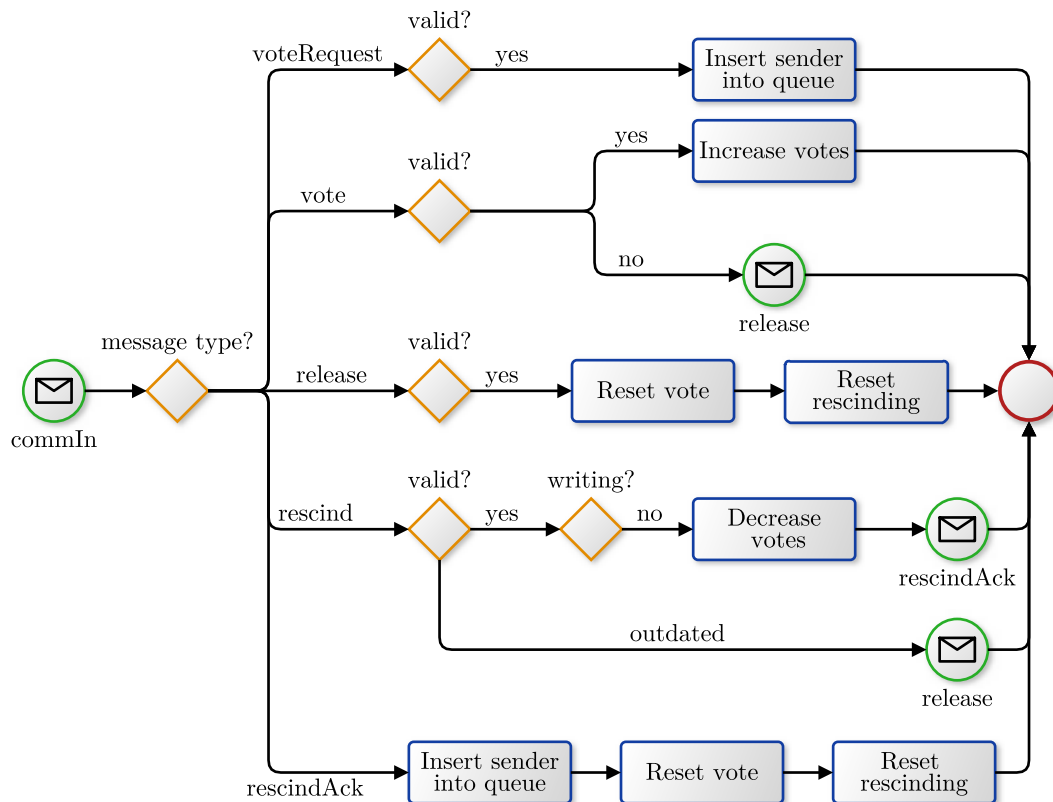 valid?
voteRequest
yes
Insert sender
into queue
valid?
vote
yes
Increase votes
no
release
message type?
commIn
valid?
release
yes
Reset vote
Reset
rescinding
valid?
rescind
yes
writing?
no
Decrease
votes
rescindAck
outdated
release
rescindAck
Insert sender
into queue
Reset vote
Reset
rescinding